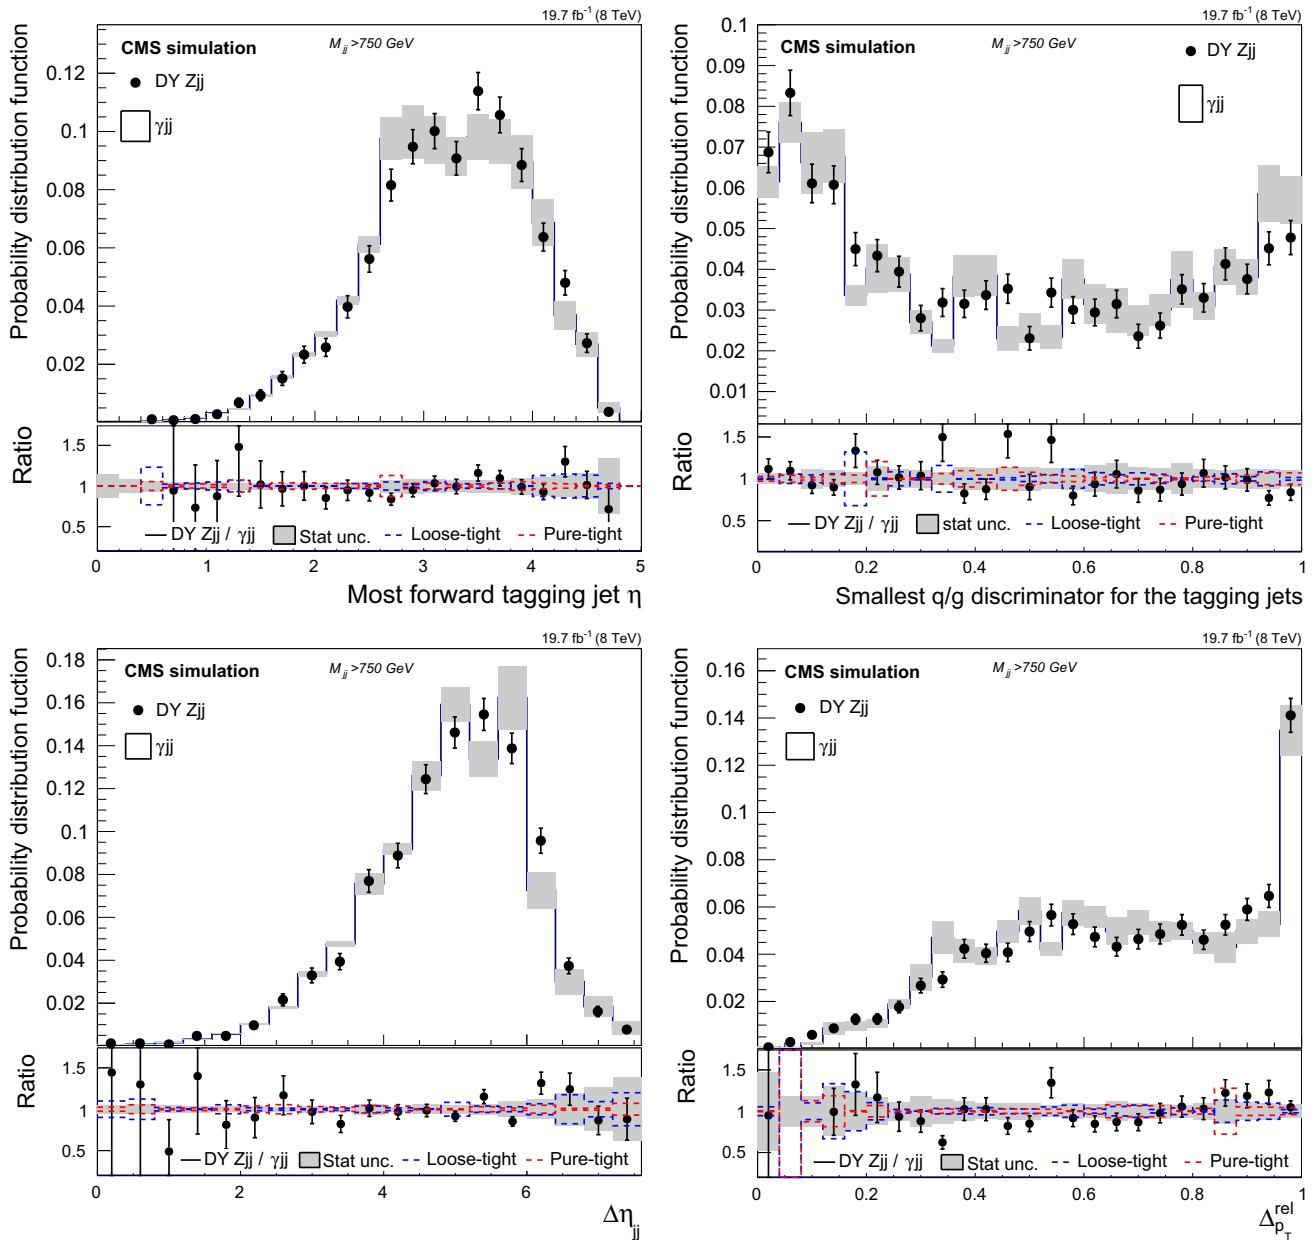 19.7 fb⁻¹ (8 TeV)
CMS simulation
M_jj >750 GeV
DY Zjj
γjj
Probability distribution function
0.12
0.1
0.08
0.06
0.04
0.02
Ratio
1.5
1
0.5
DY Zjj / γjj Stat unc. Loose-tight Pure-tight
0 1 2 3 4 5
Most forward tagging jet η
19.7 fb⁻¹ (8 TeV)
CMS simulation
M_jj >750 GeV
DY Zjj
γjj
Probability distribution function
0.1
0.09
0.08
0.07
0.06
0.05
0.04
0.03
0.02
0.01
Ratio
1.5
1
0.5
DY Zjj / γjj Stat unc. Loose-tight Pure-tight
0 0.2 0.4 0.6 0.8 1
Smallest q/g discriminator for the tagging jets
19.7 fb⁻¹ (8 TeV)
CMS simulation
M_jj >750 GeV
DY Zjj
γjj
Probability distribution fuction
0.18
0.16
0.14
0.12
0.1
0.08
0.06
0.04
0.02
Ratio
1.5
1
0.5
DY Zjj / γjj Stat unc. Loose-tight Pure-tight
0 2 4 6
Δη_jj
19.7 fb⁻¹ (8 TeV)
CMS simulation
M_jj >750 GeV
DY Zjj
γjj
Probability distribution function
0.16
0.14
0.12
0.1
0.08
0.06
0.04
0.02
Ratio
1.5
1
0.5
DY Zjj / γjj Stat unc. Loose-tight Pure-tight
0 0.2 0.4 0.6 0.8 1
Δ^rel_p_T